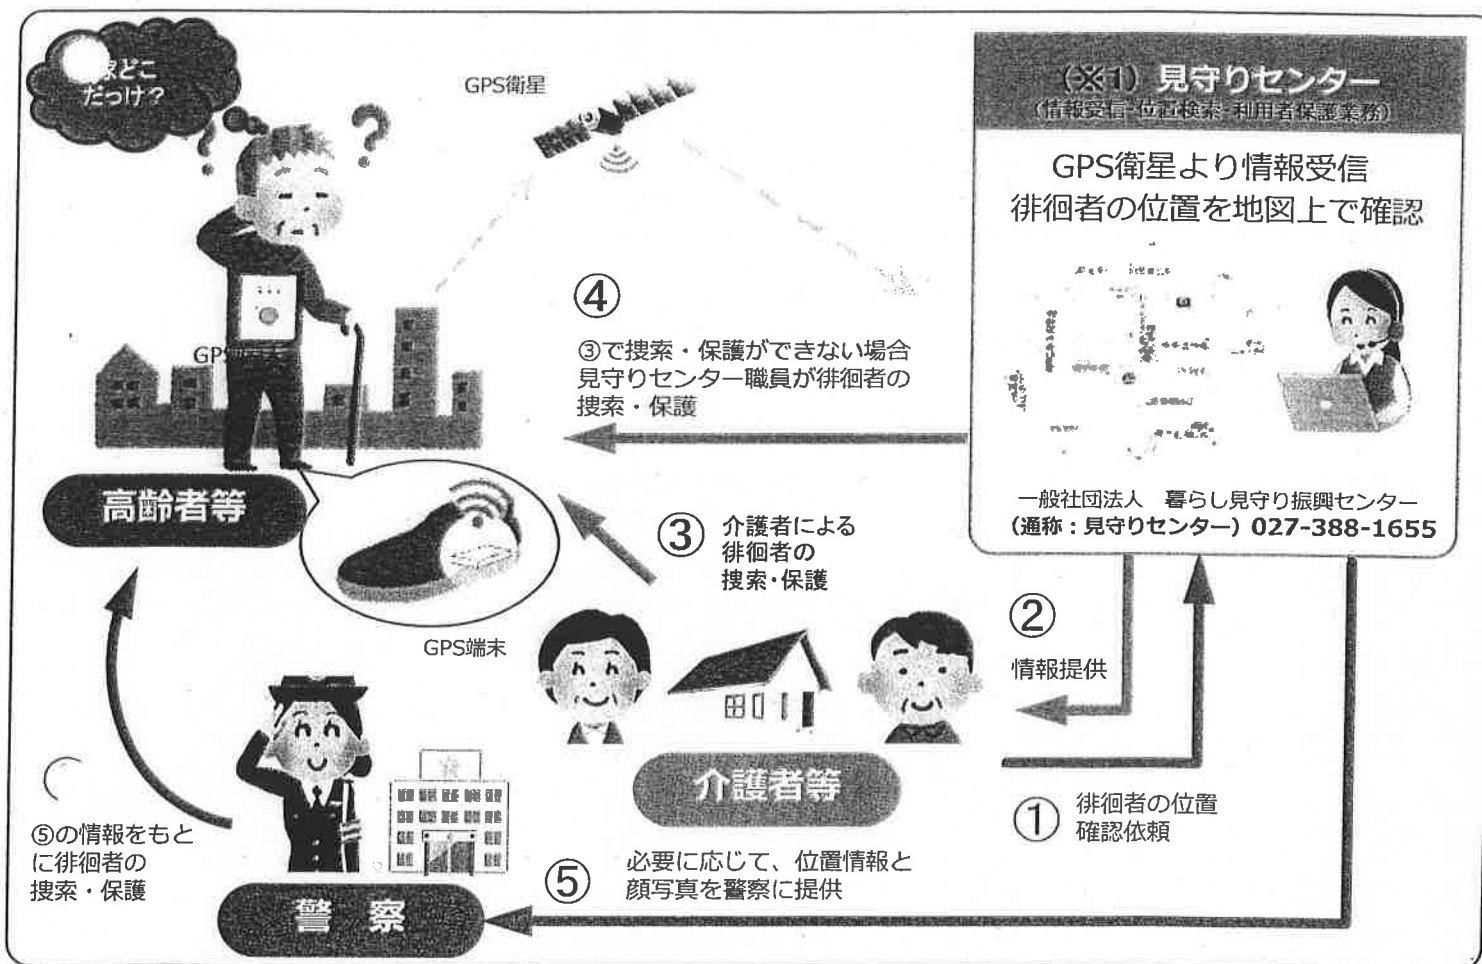 家どこ
だっけ？
GPS衛星
(※1) 見守りセンター
(情報受信・位置検索・利用者保護業務)
GPS衛星より情報受信
徘徊者の位置を地図上で確認
一般社団法人　暮らし見守り振興センター
(通称：見守りセンター) 027-388-1655
④
③で捜索・保護ができない場合
見守りセンター職員が徘徊者の
捜索・保護
GPS端末
高齢者等
③
介護者による
徘徊者の
捜索・保護
GPS端末
②
情報提供
介護者等
①
徘徊者の位置
確認依頼
⑤の情報をもと
に徘徊者の
捜索・保護
⑤
必要に応じて、位置情報と
顔写真を警察に提供
警 察